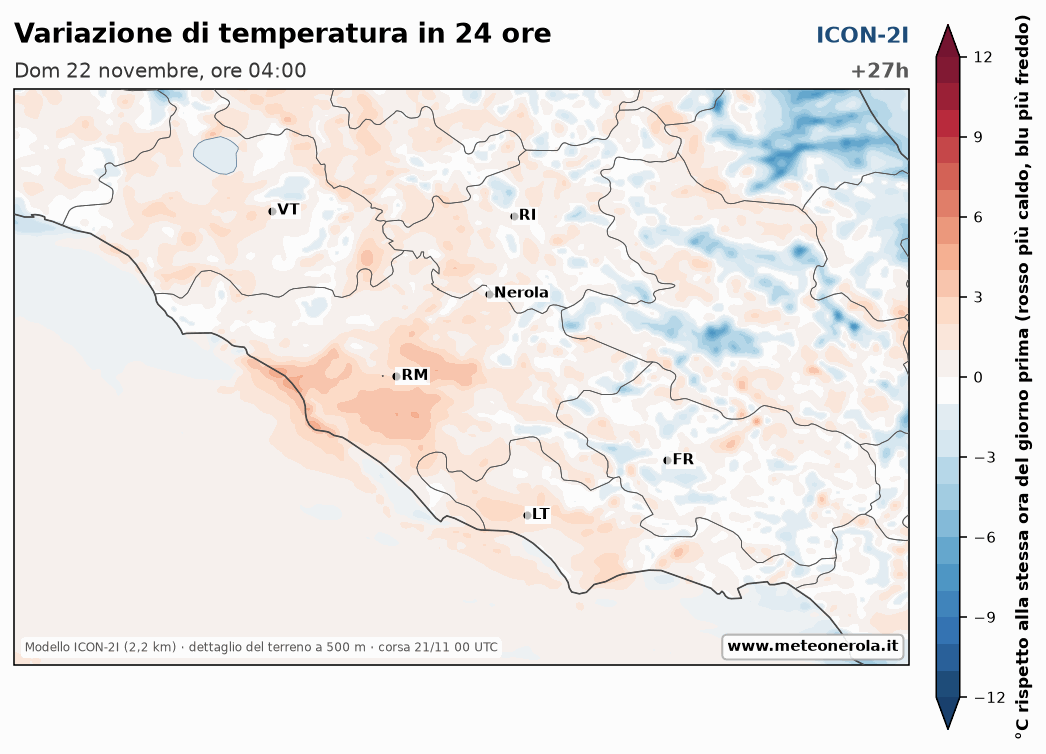 Variazione di temperatura in 24 ore
ICON-2I
Dom 22 novembre, ore 04:00
+27h
VT
RI
Nerola
RM
FR
LT
Modello ICON-2I (2,2 km) · dettaglio del terreno a 500 m · corsa 21/11 00 UTC
www.meteonerola.it
12
9
6
3
0
−3
−6
−9
−12
°C rispetto alla stessa ora del giorno prima (rosso più caldo, blu più freddo)